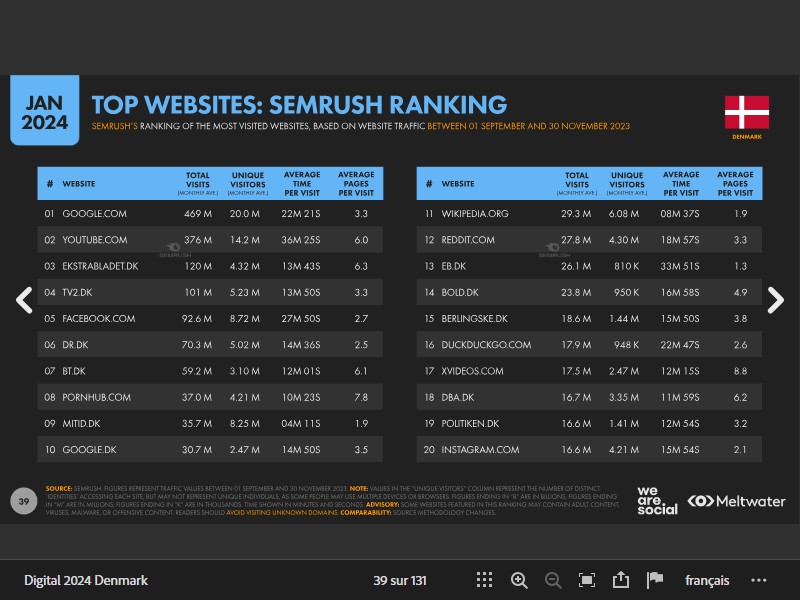 JAN
2024
TOP WEBSITES: SEMRUSH RANKING
SEMRUSH'S RANKING OF THE MOST VISITED WEBSITES, BASED ON WEBSITE TRAFFIC BETWEEN 01 SEPTEMBER AND 30 NOVEMBER 2023
DENMARK
# WEBSITE TOTAL VISITS (MONTHLY AVE.) UNIQUE VISITORS (MONTHLY AVE.) AVERAGE TIME PER VISIT AVERAGE PAGES PER VISIT
01 GOOGLE.COM 469 M 20.0 M 22M 21S 3.3
02 YOUTUBE.COM 376 M 14.2 M 36M 25S 6.0
SEMRUSH
03 EKSTRABLADET.DK 120 M 4.32 M 13M 43S 6.3
04 TV2.DK 101 M 5.23 M 13M 50S 3.3
05 FACEBOOK.COM 92.6 M 8.72 M 27M 50S 2.7
06 DR.DK 70.3 M 5.02 M 14M 36S 2.5
07 BT.DK 59.2 M 3.10 M 12M 01S 6.1
08 PORNHUB.COM 37.0 M 4.21 M 10M 23S 7.8
09 MITID.DK 35.7 M 8.25 M 04M 11S 1.9
10 GOOGLE.DK 30.7 M 2.47 M 14M 50S 3.5
# WEBSITE TOTAL VISITS (MONTHLY AVE.) UNIQUE VISITORS (MONTHLY AVE.) AVERAGE TIME PER VISIT AVERAGE PAGES PER VISIT
11 WIKIPEDIA.ORG 29.3 M 6.08 M 08M 37S 1.9
12 REDDIT.COM 27.8 M 4.30 M 18M 57S 3.3
SEMRUSH
13 EB.DK 26.1 M 810 K 33M 51S 1.3
14 BOLD.DK 23.8 M 950 K 16M 58S 4.9
15 BERLINGSKE.DK 18.6 M 1.44 M 15M 50S 3.8
16 DUCKDUCKGO.COM 17.9 M 948 K 22M 47S 2.6
17 XVIDEOS.COM 17.5 M 2.47 M 12M 15S 8.8
18 DBA.DK 16.7 M 3.35 M 11M 59S 6.2
19 POLITIKEN.DK 16.6 M 1.41 M 12M 54S 3.2
20 INSTAGRAM.COM 16.6 M 4.21 M 15M 54S 2.1
39
SOURCE: SEMRUSH. FIGURES REPRESENT TRAFFIC VALUES BETWEEN 01 SEPTEMBER AND 30 NOVEMBER 2023. NOTE: VALUES IN THE "UNIQUE VISITORS" COLUMN REPRESENT THE NUMBER OF DISTINCT
'IDENTITIES' ACCESSING EACH SITE, BUT MAY NOT REPRESENT UNIQUE INDIVIDUALS, AS SOME PEOPLE MAY USE MULTIPLE DEVICES OR BROWSERS. FIGURES ENDING IN "B" ARE IN BILLIONS, FIGURES ENDING
IN "M" ARE IN MILLIONS, FIGURES ENDING IN "K" ARE IN THOUSANDS. TIME SHOWN IN MINUTES AND SECONDS. ADVISORY: SOME WEBSITES FEATURED IN THIS RANKING MAY CONTAIN ADULT CONTENT,
VIRUSES, MALWARE, OR OFFENSIVE CONTENT. READERS SHOULD AVOID VISITING UNKNOWN DOMAINS. COMPARABILITY: SOURCE METHODOLOGY CHANGES.
we
are.
social
Meltwater
Digital 2024 Denmark
39 sur 131
français